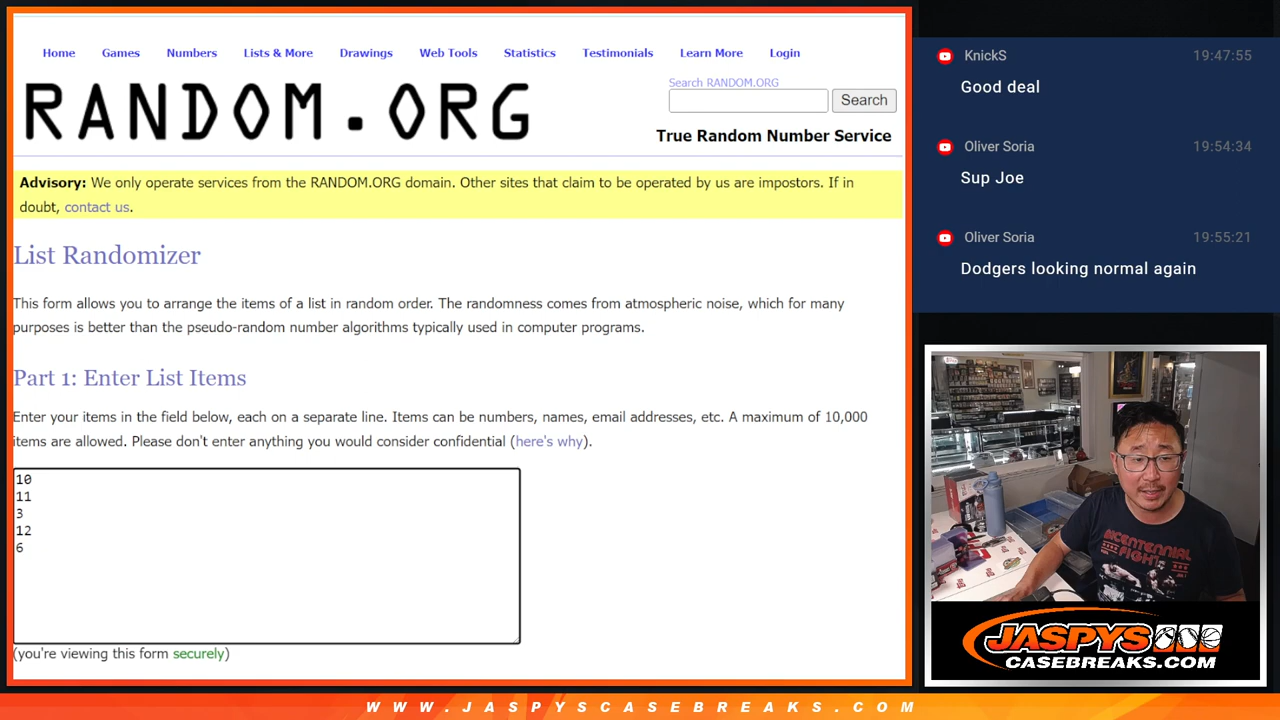 Home Games Numbers Lists & More Drawings Web Tools Statistics Testimonials Learn More Login
RANDOM.ORG
Search RANDOM.ORG
Search
True Random Number Service
Advisory: We only operate services from the RANDOM.ORG domain. Other sites that claim to be operated by us are impostors. If in
doubt, contact us.
List Randomizer
This form allows you to arrange the items of a list in random order. The randomness comes from atmospheric noise, which for many
purposes is better than the pseudo-random number algorithms typically used in computer programs.
Part 1: Enter List Items
Enter your items in the field below, each on a separate line. Items can be numbers, names, email addresses, etc. A maximum of 10,000
items are allowed. Please don't enter anything you would consider confidential (here's why).
10
11
3
12
6
(you're viewing this form securely)
KnickS 19:47:55
Good deal
Oliver Soria 19:54:34
Sup Joe
Oliver Soria 19:55:21
Dodgers looking normal again
BICENTENNIAL
FIGHT
JASPYS
CASEBREAKS.COM
WWW.JASPYSCASEBREAKS.COM